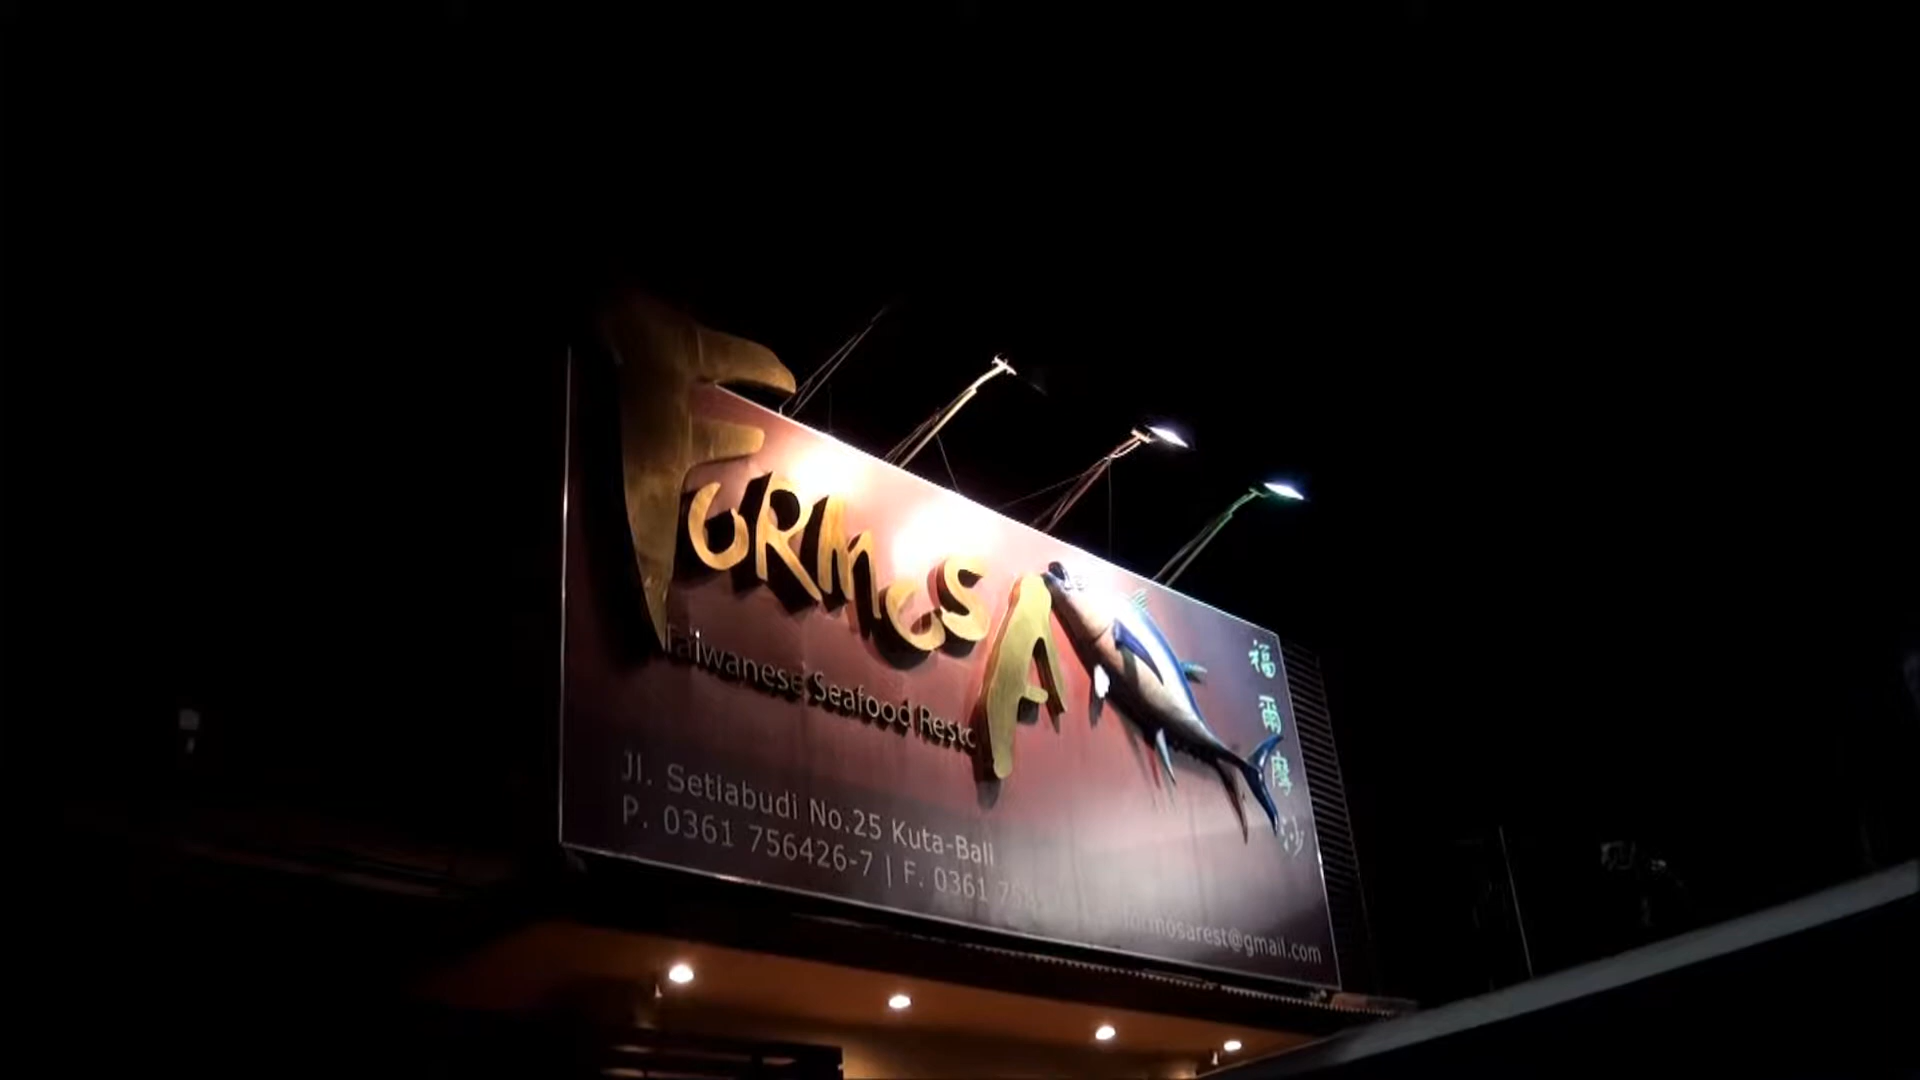 FORMOSA
Taiwanese Seafood Resto
Jl. Setiabudi No.25 Kuta-Bali
P. 0361 756426-7 | F. 0361
formosarest@gmail.com
福爾摩沙